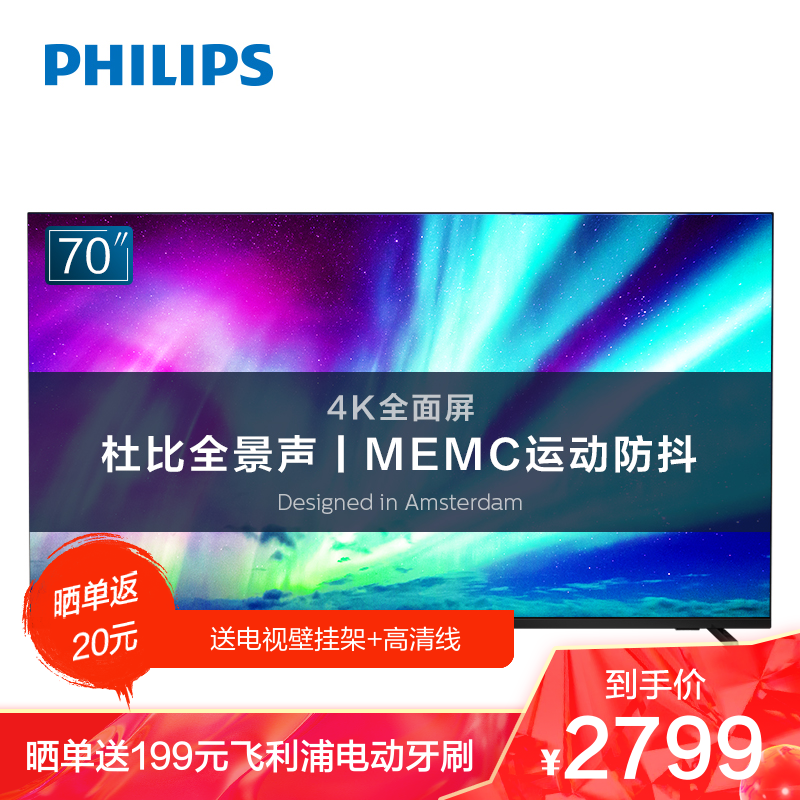 PHILIPS
70″
4K全面屏
杜比全景声丨MEMC运动防抖
Designed in Amsterdam
晒单返
20元
送电视壁挂架+高清线
到手价
晒单送199元飞利浦电动牙刷
¥2799